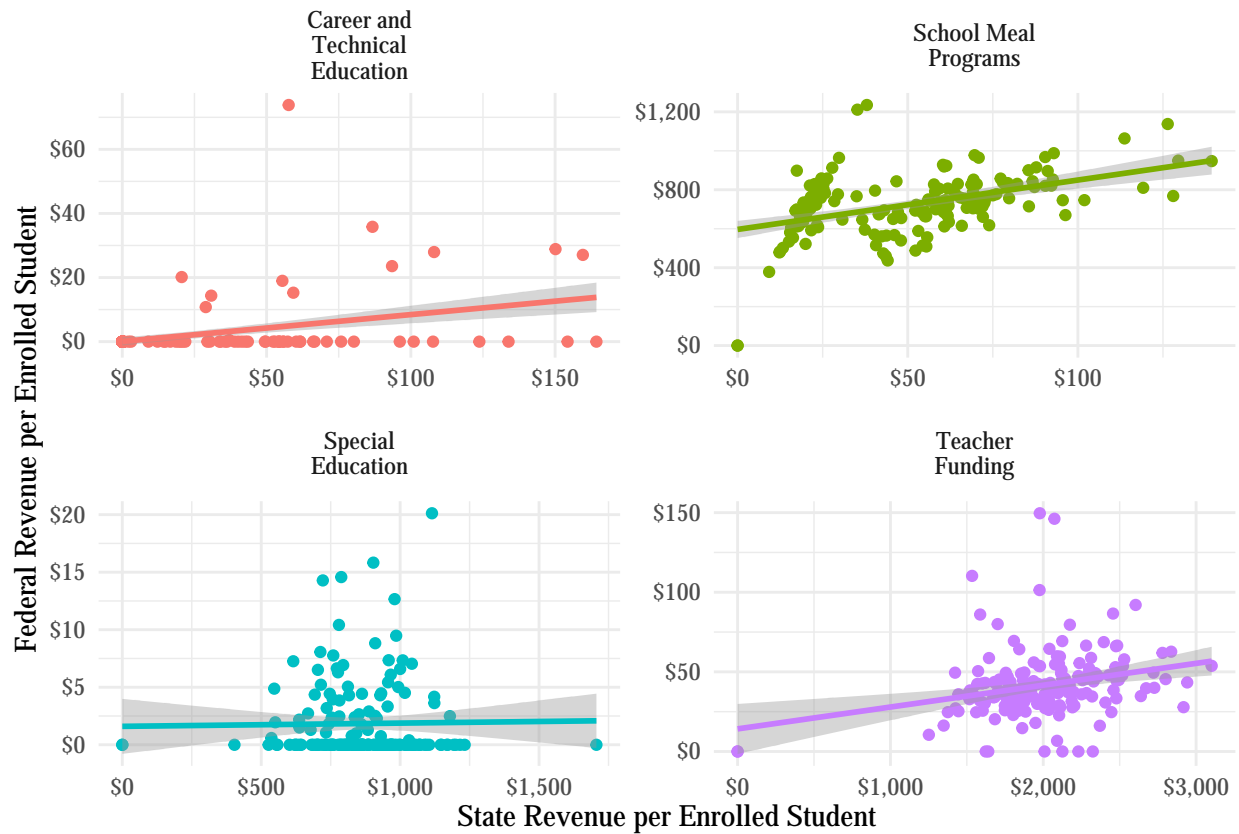 Career and
Technical
Education
School Meal
Programs
Federal Revenue per Enrolled Student
$60
$40
$20
$0
$0 $50 $100 $150
$1,200
$800
$400
$0
$0 $50 $100
Special
Education
Teacher
Funding
$20
$15
$10
$5
$0
$0 $500 $1,000 $1,500
$150
$100
$50
$0
$0 $1,000 $2,000 $3,000
State Revenue per Enrolled Student